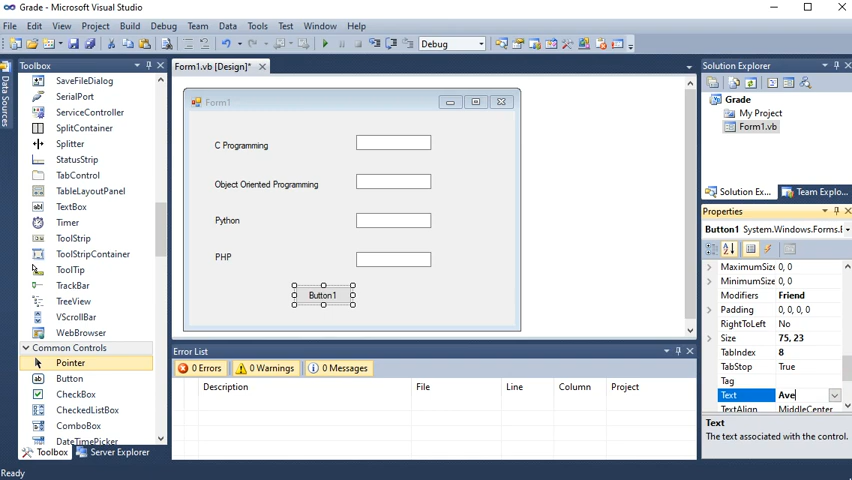 Grade - Microsoft Visual Studio
File Edit View Project Build Debug Team Data Tools Test Window Help
Debug
Toolbox
Form1.vb [Design]*
Solution Explorer
Data Sources
SaveFileDialog
SerialPort
ServiceController
SplitContainer
Splitter
StatusStrip
TabControl
TableLayoutPanel
TextBox
Timer
ToolStrip
ToolStripContainer
ToolTip
TrackBar
TreeView
VScrollBar
WebBrowser
Common Controls
Pointer
Button
CheckBox
CheckedListBox
ComboBox
DateTimePicker
Toolbox Server Explorer
Form1
C Programming
Object Oriented Programming
Python
PHP
Button1
Error List
0 Errors 0 Warnings 0 Messages
Description File Line Column Project
Grade
My Project
Form1.vb
Solution Ex... Team Explo...
Properties
Button1 System.Windows.Forms.
MaximumSize 0, 0
MinimumSize 0, 0
Modifiers Friend
Padding 0, 0, 0, 0
RightToLeft No
Size 75, 23
TabIndex 8
TabStop True
Tag
Text Ave
TextAlign MiddleCenter
Text
The text associated with the control.
Ready